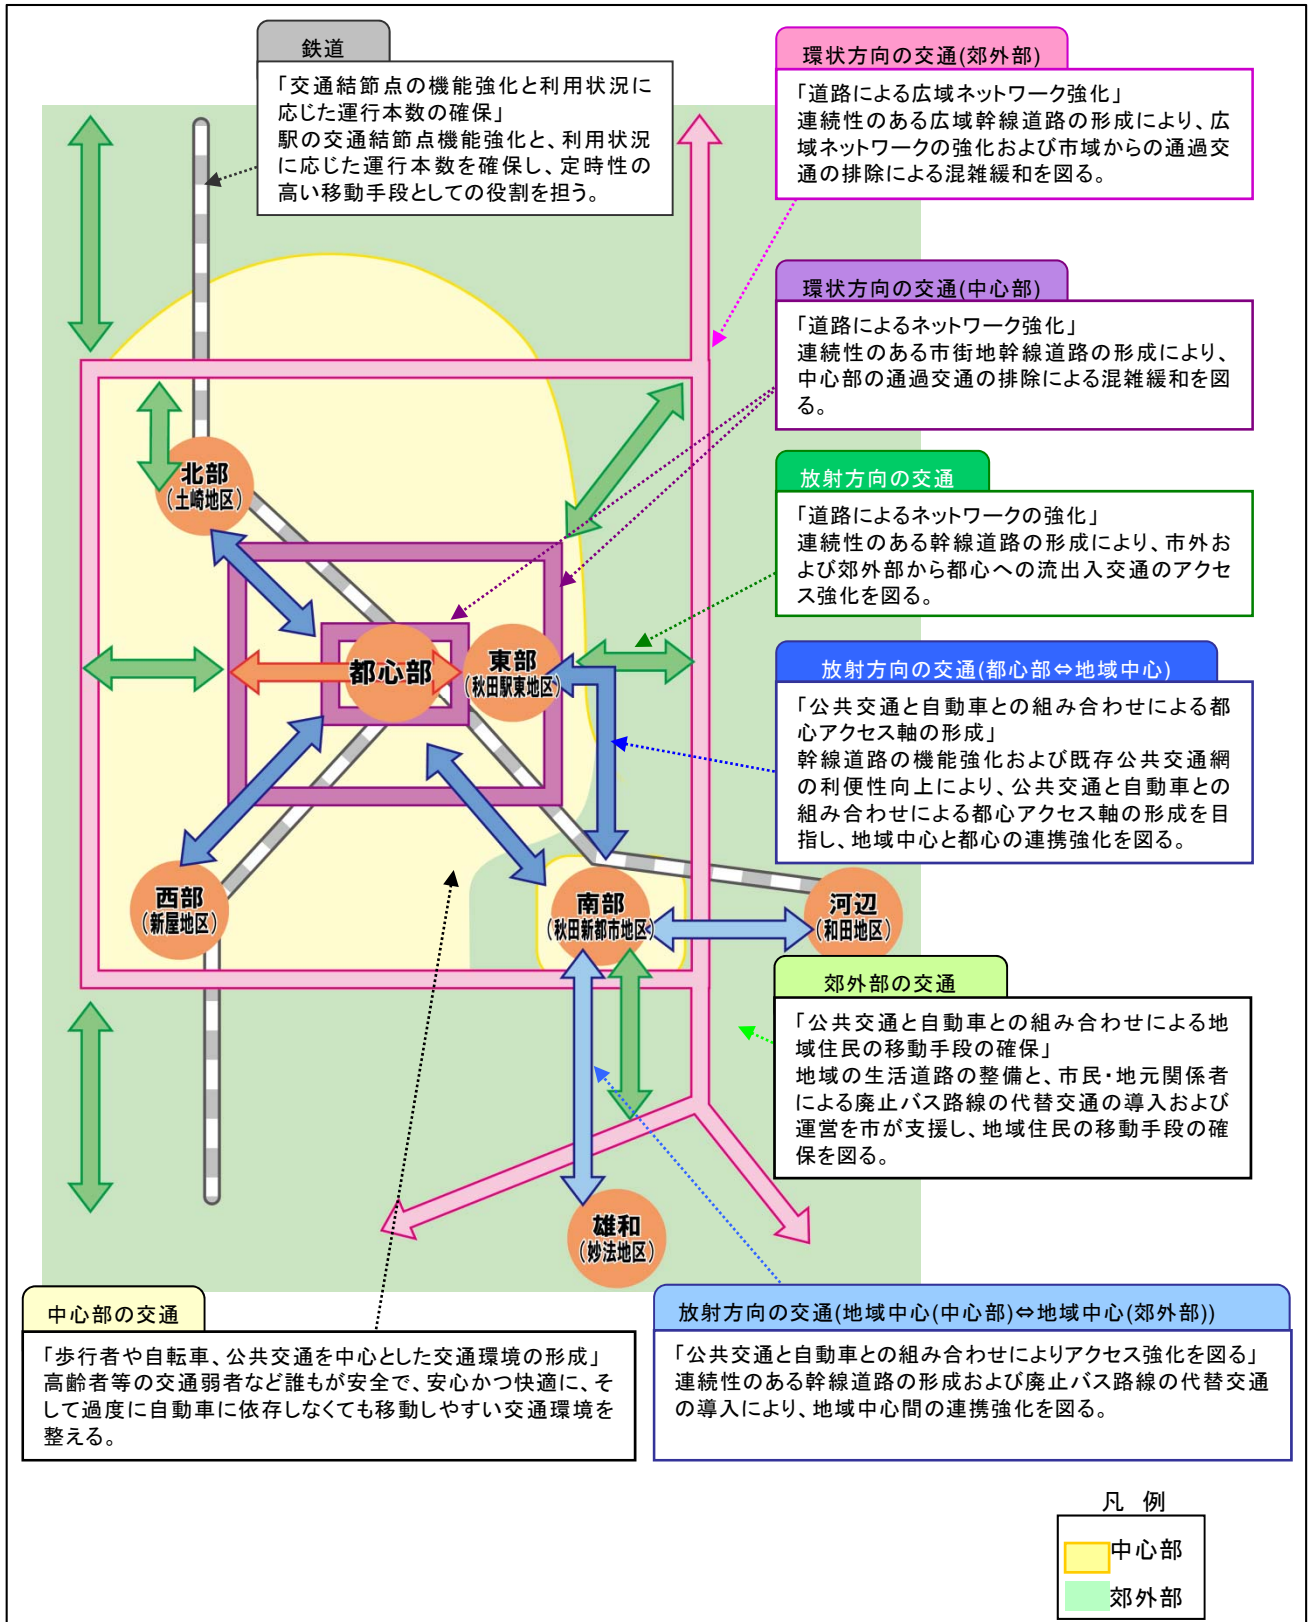 鉄道
「交通結節点の機能強化と利用状況に
応じた運行本数の確保」
駅の交通結節点機能強化と、利用状況
に応じた運行本数を確保し、定時性の
高い移動手段としての役割を担う。
環状方向の交通(郊外部)
「道路による広域ネットワーク強化」
連続性のある広域幹線道路の形成により、広
域ネットワークの強化および市域からの通過交
通の排除による混雑緩和を図る。
環状方向の交通(中心部)
「道路によるネットワーク強化」
連続性のある市街地幹線道路の形成により、
中心部の通過交通の排除による混雑緩和を図
る。
放射方向の交通
「道路によるネットワークの強化」
連続性のある幹線道路の形成により、市外お
よび郊外部から都心への流出入交通のアクセ
ス強化を図る。
放射方向の交通(都心部⇔地域中心)
「公共交通と自動車との組み合わせによる都
心アクセス軸の形成」
幹線道路の機能強化および既存公共交通網
の利便性向上により、公共交通と自動車との
組み合わせによる都心アクセス軸の形成を目
指し、地域中心と都心の連携強化を図る。
北部
(土崎地区)
都心部
東部
(秋田駅東地区)
西部
(新屋地区)
南部
(秋田新都市地区)
河辺
(和田地区)
雄和
(妙法地区)
郊外部の交通
「公共交通と自動車との組み合わせによる地
域住民の移動手段の確保」
地域の生活道路の整備と、市民・地元関係者
による廃止バス路線の代替交通の導入および
運営を市が支援し、地域住民の移動手段の確
保を図る。
中心部の交通
「歩行者や自転車、公共交通を中心とした交通環境の形成」
高齢者等の交通弱者など誰もが安全で、安心かつ快適に、そ
して過度に自動車に依存しなくても移動しやすい交通環境を
整える。
放射方向の交通(地域中心(中心部)⇔地域中心(郊外部))
「公共交通と自動車との組み合わせによりアクセス強化を図る」
連続性のある幹線道路の形成および廃止バス路線の代替交通
の導入により、地域中心間の連携強化を図る。
凡 例
中心部
郊外部